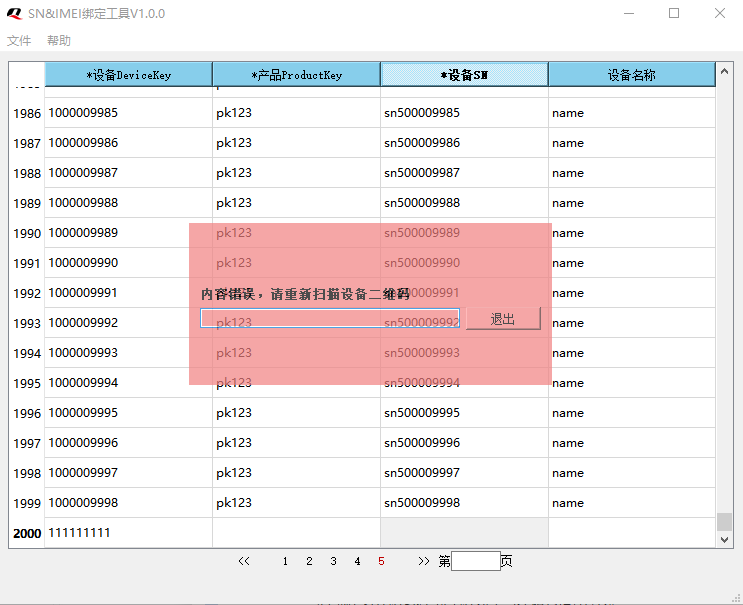 SN&IMEI绑定工具V1.0.0
文件 帮助
*设备DeviceKey *产品ProductKey *设备SN 设备名称
1986 1000009985 pk123 sn500009985 name
1987 1000009986 pk123 sn500009986 name
1988 1000009987 pk123 sn500009987 name
1989 1000009988 pk123 sn500009988 name
1990 1000009989 pk123 sn500009989 name
1991 1000009990 pk123 sn500009990 name
1992 1000009991 pk123 sn500009991 name
内容错误，请重新扫描设备二维码
1993 1000009992 pk123 sn500009992 name
退出
1994 1000009993 pk123 sn500009993 name
1995 1000009994 pk123 sn500009994 name
1996 1000009995 pk123 sn500009995 name
1997 1000009996 pk123 sn500009996 name
1998 1000009997 pk123 sn500009997 name
1999 1000009998 pk123 sn500009998 name
2000 111111111
<< 1 2 3 4 5 >> 第 页